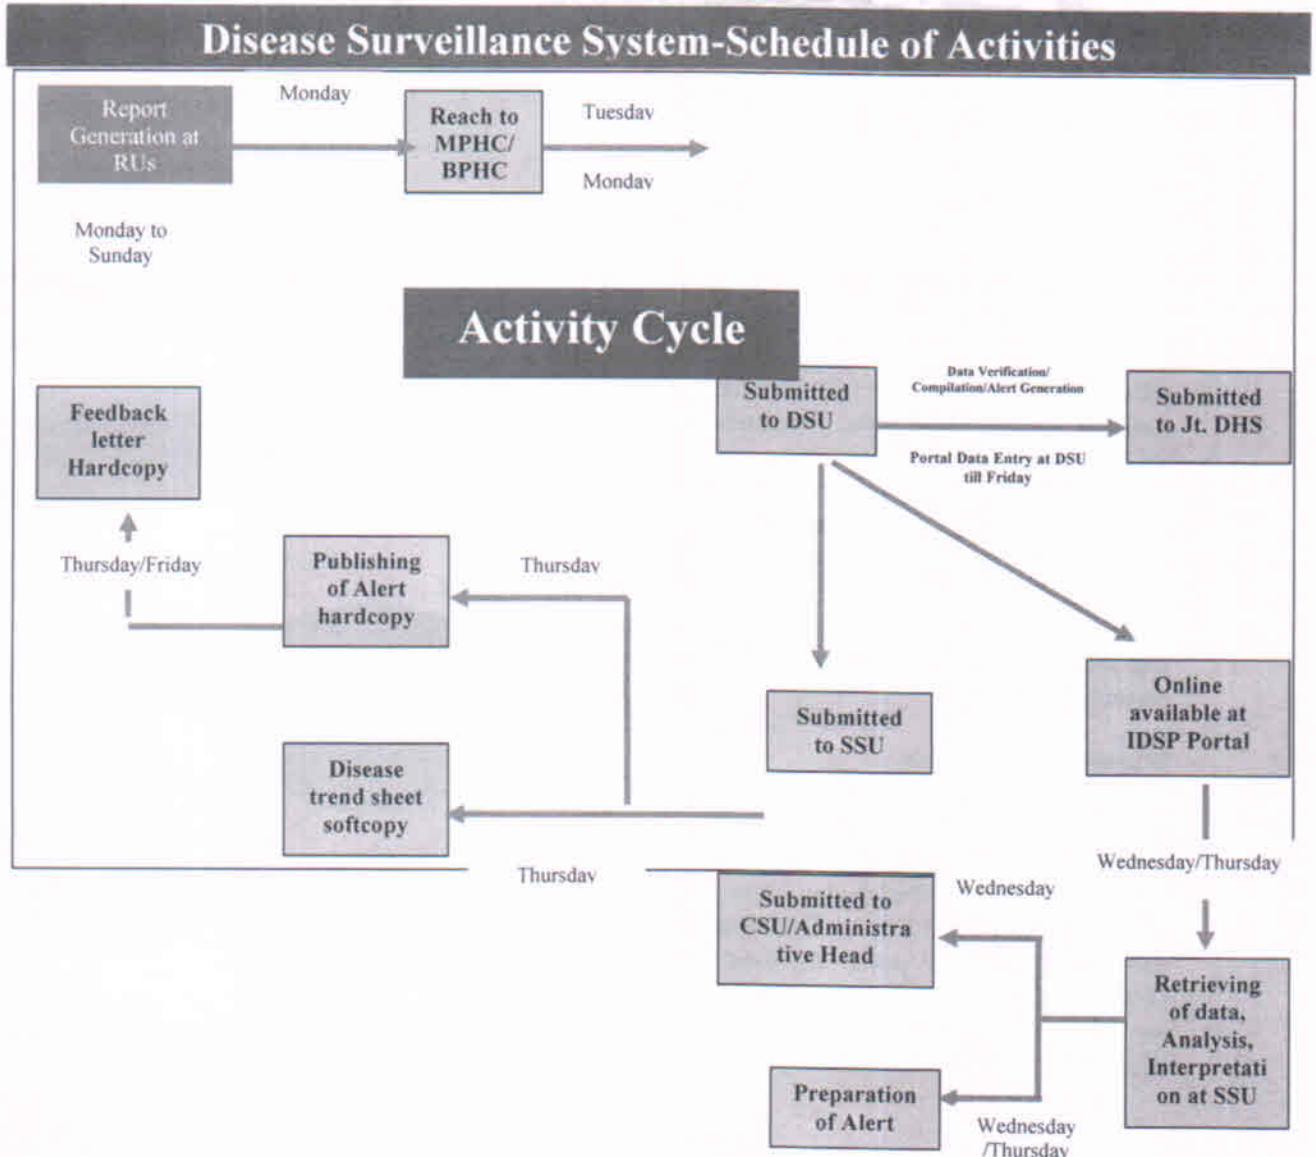 Disease Surveillance System-Schedule of Activities
Report
Generation at
RUs
Monday
Reach to
MPHC/
BPHC
Tuesday
Monday
Monday to
Sunday
Activity Cycle
Submitted
to DSU
Data Verification/
Compilation/Alert Generation
Portal Data Entry at DSU
till Friday
Submitted
to Jt. DHS
Feedback
letter
Hardcopy
Thursday/Friday
Publishing
of Alert
hardcopy
Thursday
Submitted
to SSU
Online
available at
IDSP Portal
Disease
trend sheet
softcopy
Thursday
Wednesday/Thursday
Submitted to
CSU/Administra
tive Head
Wednesday
Retrieving
of data,
Analysis,
Interpretati
on at SSU
Preparation
of Alert
Wednesday
/Thursday